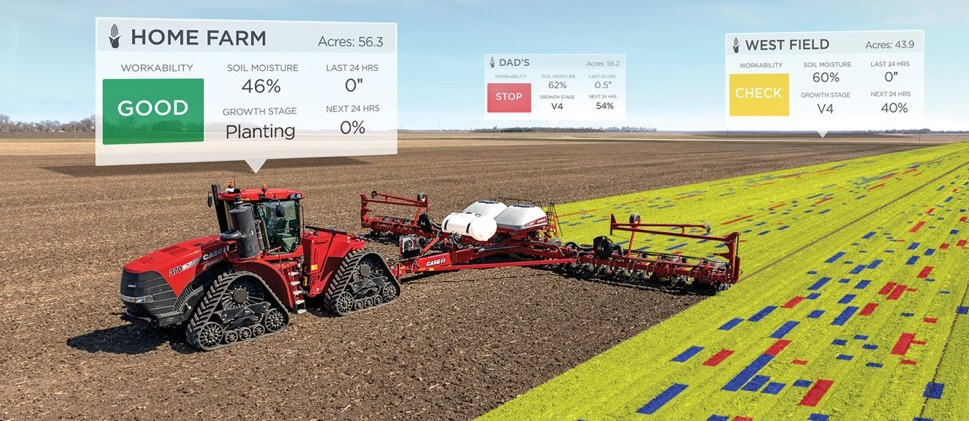 HOME FARM Acres: 56.3
WORKABILITY SOIL MOISTURE LAST 24 HRS
GOOD 46% 0"
GROWTH STAGE NEXT 24 HRS
Planting 0%
DAD'S Acres: 56.2
WORKABILITY SOIL MOISTURE LAST 24 HRS
STOP 62% 0.5"
GROWTH STAGE NEXT 24 HRS
V4 54%
WEST FIELD Acres: 43.9
WORKABILITY SOIL MOISTURE LAST 24 HRS
CHECK 60% 0"
GROWTH STAGE NEXT 24 HRS
V4 40%
370 CASE IH
CASE IH